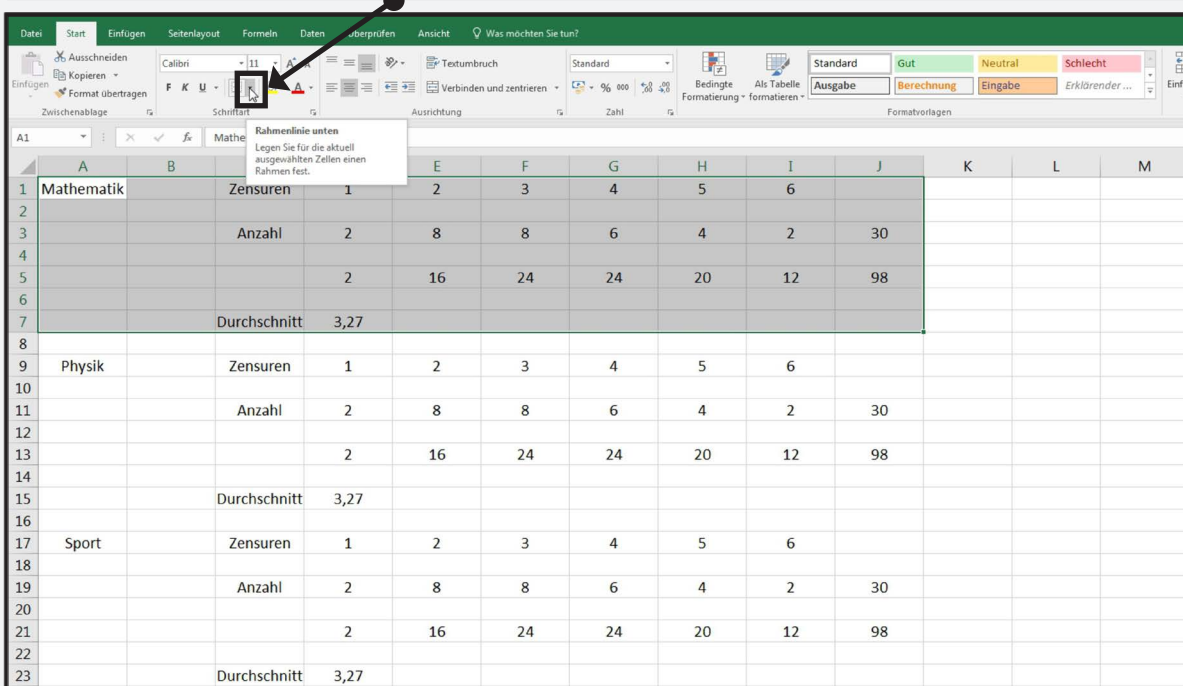 Datei Start Einfügen Seitenlayout Formeln Daten Überprüfen Ansicht Was möchten Sie tun?
Ausschneiden
Kopieren
Format übertragen
Einfügen
Zwischenablage
Calibri 11
F K U
Schriftart
Textumbruch
Verbinden und zentrieren
Ausrichtung
Standard
% 000
Zahl
Bedingte Formatierung
Als Tabelle formatieren
Standard Gut Neutral Schlecht
Ausgabe Berechnung Eingabe Erklärender ...
Formatvorlagen
Einf
A1 fx Mathe
Rahmenlinie unten
Legen Sie für die aktuell
ausgewählten Zellen einen
Rahmen fest.
A B E F G H I J K L M
1 Mathematik Zensuren 1 2 3 4 5 6
2
3 Anzahl 2 8 8 6 4 2 30
4
5 2 16 24 24 20 12 98
6
7 Durchschnitt 3,27
8
9 Physik Zensuren 1 2 3 4 5 6
10
11 Anzahl 2 8 8 6 4 2 30
12
13 2 16 24 24 20 12 98
14
15 Durchschnitt 3,27
16
17 Sport Zensuren 1 2 3 4 5 6
18
19 Anzahl 2 8 8 6 4 2 30
20
21 2 16 24 24 20 12 98
22
23 Durchschnitt 3,27